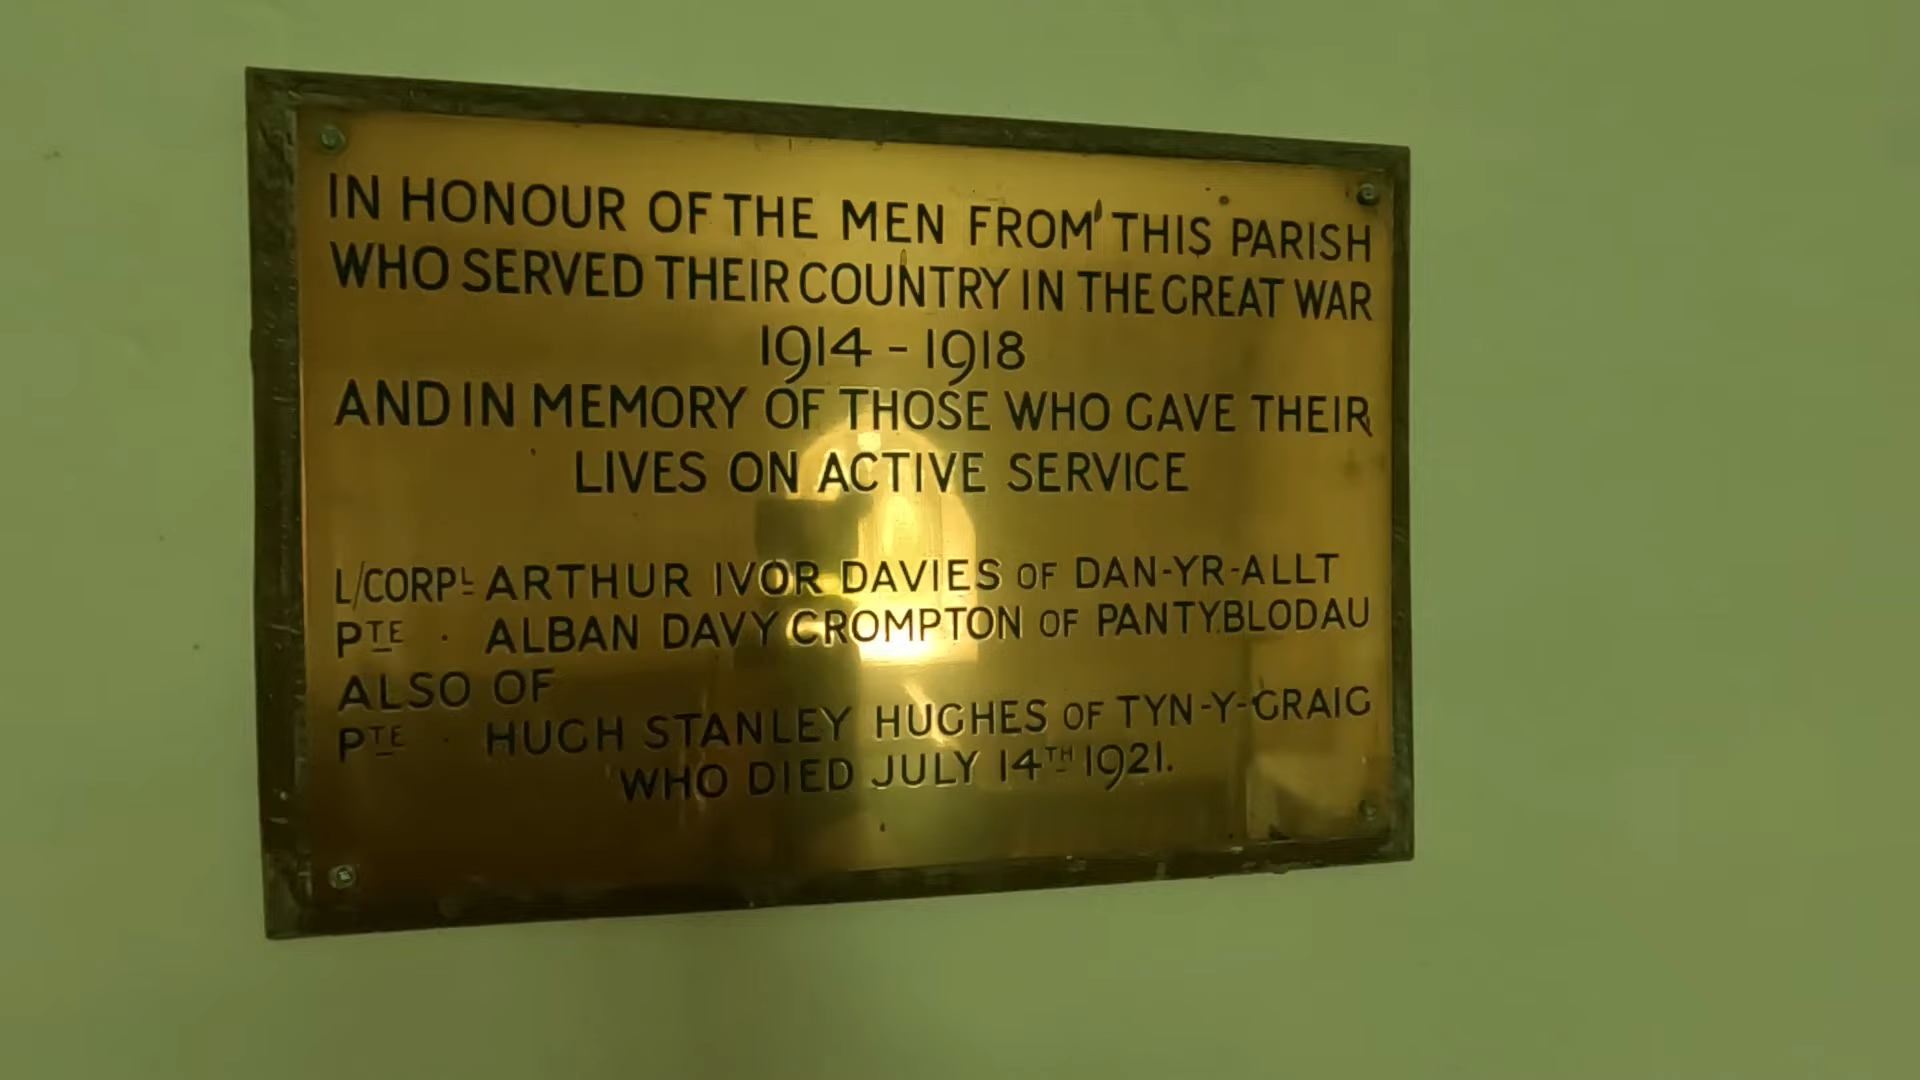 IN HONOUR OF THE MEN FROM THIS PARISH
WHO SERVED THEIR COUNTRY IN THE GREAT WAR
1914 - 1918
AND IN MEMORY OF THOSE WHO GAVE THEIR
LIVES ON ACTIVE SERVICE
L/CORPL ARTHUR IVOR DAVIES OF DAN-YR-ALLT
PTE · ALBAN DAVY CROMPTON OF PANTYBLODAU
ALSO OF
PTE · HUGH STANLEY HUGHES OF TYN-Y-GRAIG
WHO DIED JULY 14TH 1921.